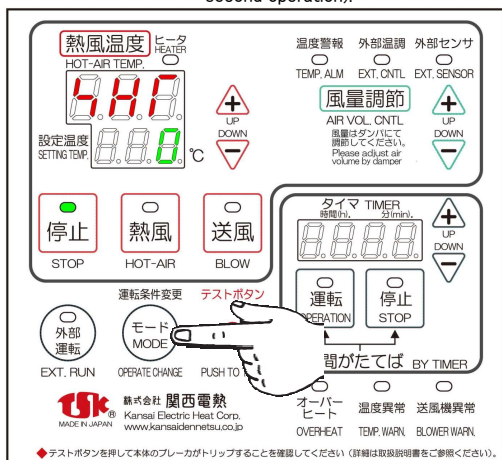 second operation).
熱風温度 ヒータ
HEATER
HOT-AIR TEMP.
設定温度
SETTING TEMP.
0
℃
UP
DOWN
温度警報 外部温調 外部センサ
TEMP. ALM EXT. CNTL EXT. SENSOR
風量調節
AIR VOL. CNTL
風量はダンパにて
調節してください。
Please adjust air
volume by damper
UP
DOWN
停止
STOP
熱風
HOT-AIR
送風
BLOW
タイマ TIMER
時間(h). 分(min).
UP
DOWN
運転
OPERATION
停止
STOP
間がたてば BY TIMER
運転条件変更 テストボタン
外部
運転
EXT. RUN
モード
MODE
OPERATE CHANGE PUSH TO
オーバー
ヒート
OVERHEAT
温度異常
TEMP. WARN.
送風機異常
BLOWER WARN.
TSK®
MADE IN JAPAN
株式会社 関西電熱
Kansai Electric Heat Corp.
www.kansaidennetsu.co.jp
◆テストボタンを押して本体のブレーカがトリップすることを確認してください（詳細は取扱説明書をご参照ください）。